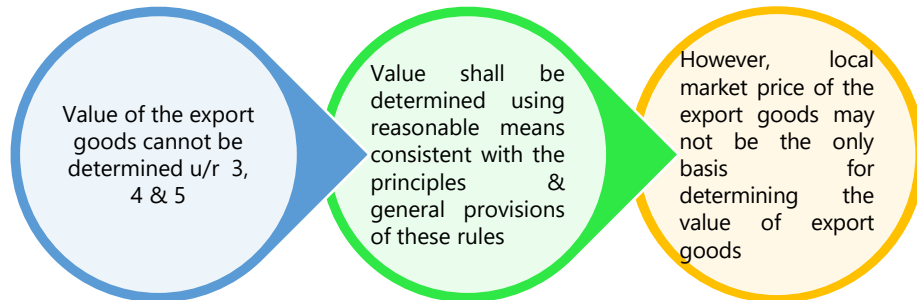 Value of the export
goods cannot be
determined u/r 3,
4 & 5
Value shall be
determined using
reasonable means
consistent with the
principles &
general provisions
of these rules
However, local
market price of the
export goods may
not be the only
basis for
determining the
value of export
goods